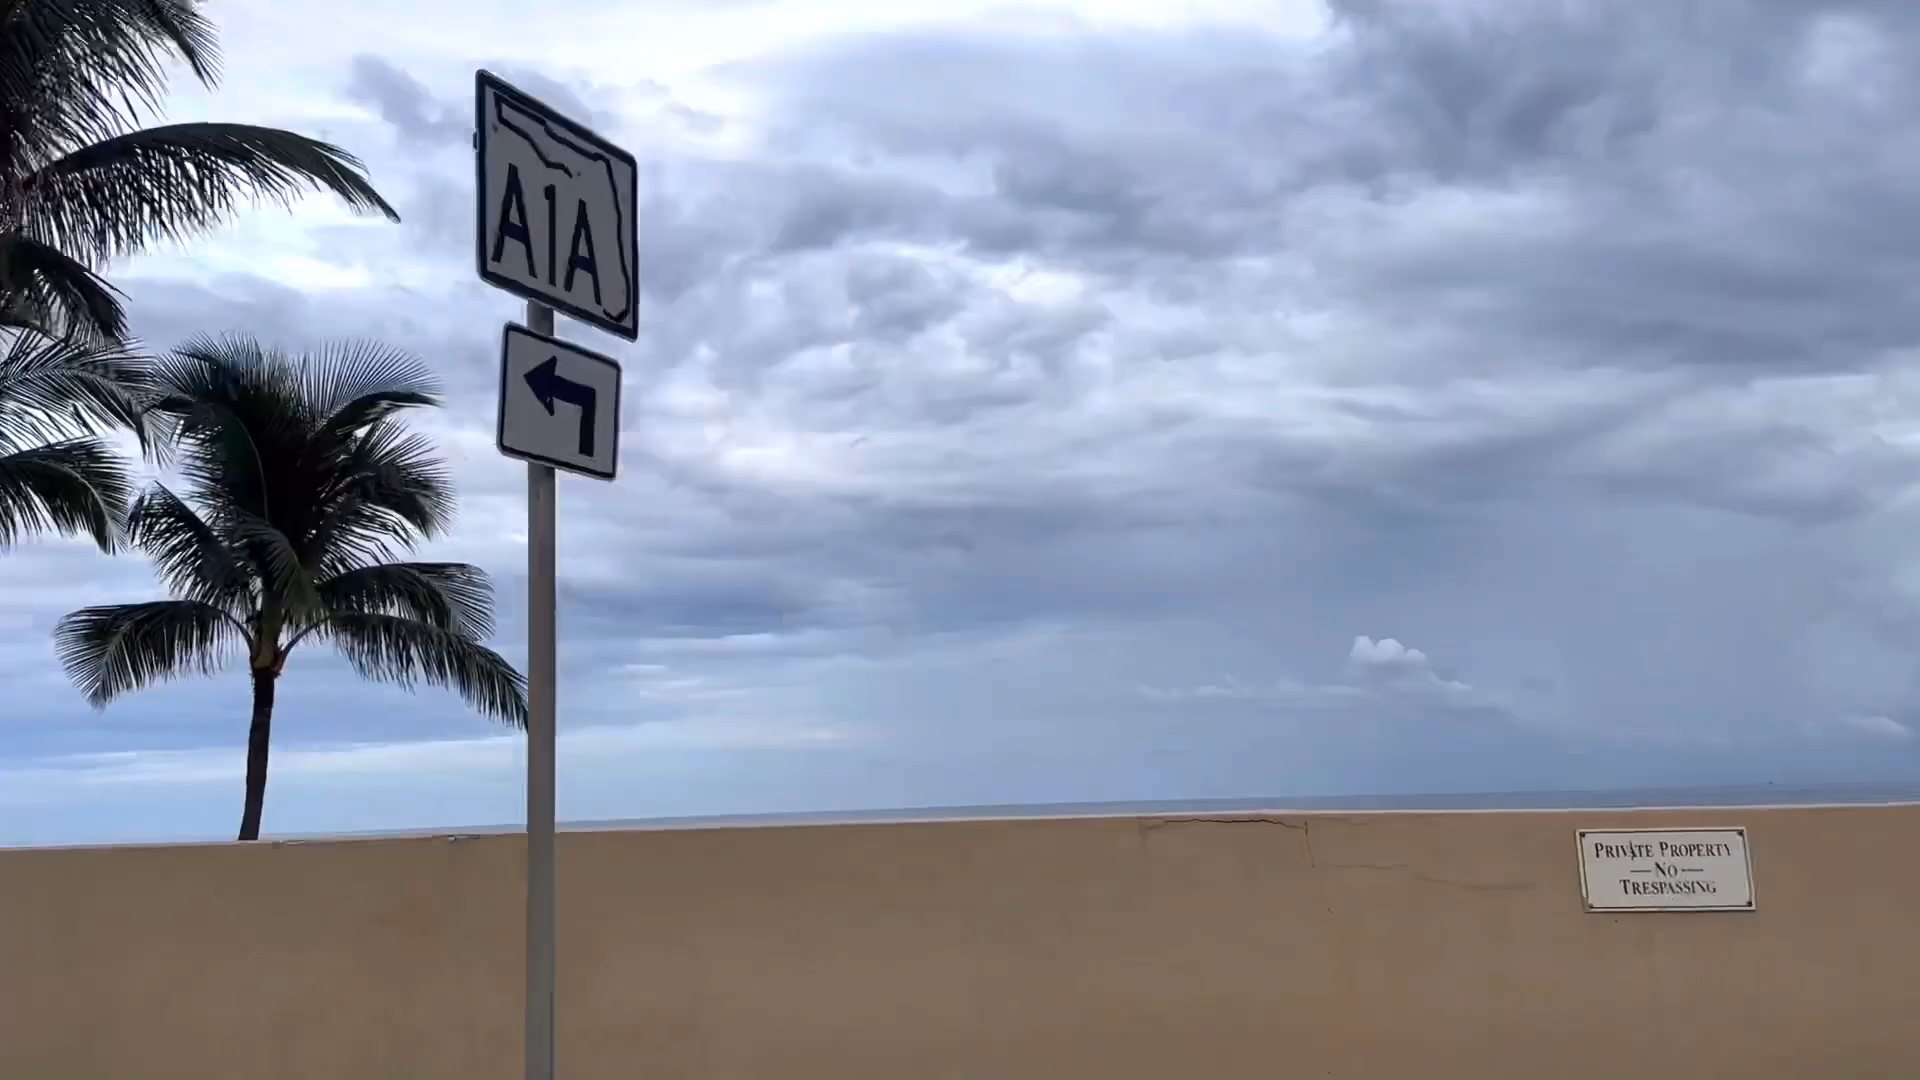 A1A
PRIVATE PROPERTY
— NO —
TRESPASSING